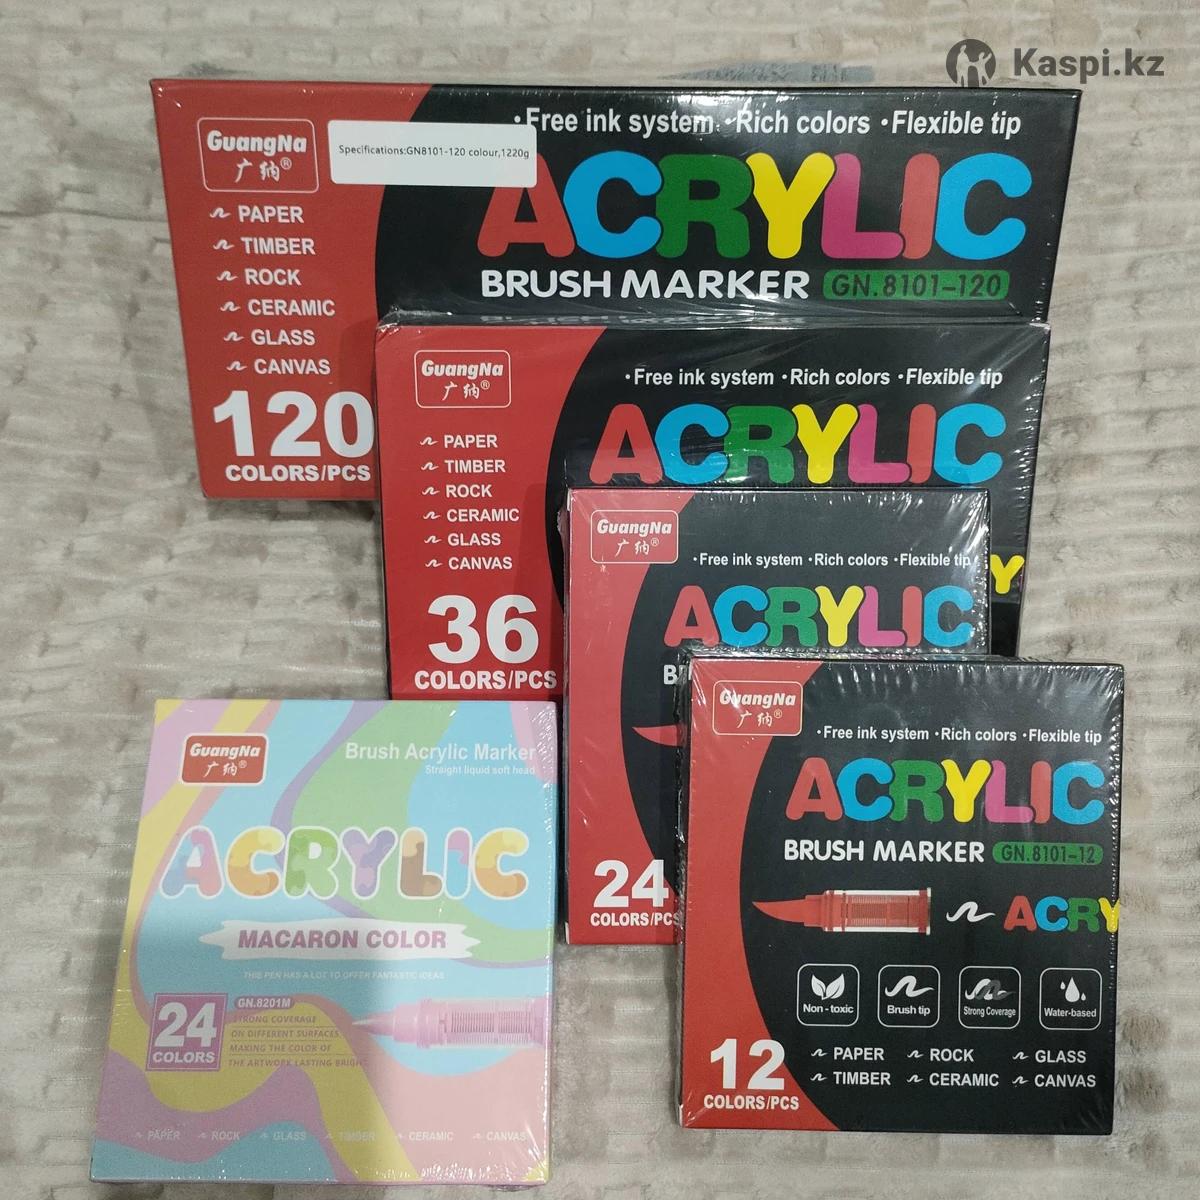 Kaspi.kz
GuangNa
广纳®
Specifications:GN8101-120 colour,1220g
•Free ink system •Rich colors •Flexible tip
ACRYLIC
BRUSH MARKER GN.8101-120
PAPER
TIMBER
ROCK
CERAMIC
GLASS
CANVAS
120
COLORS/PCS
GuangNa
广纳®
•Free ink system •Rich colors •Flexible tip
ACRYLIC
PAPER
TIMBER
ROCK
CERAMIC
GLASS
CANVAS
36
COLORS/PCS
Y
GuangNa
广纳®
•Free ink system •Rich colors •Flexible tip
ACRYLIC
24
COLORS/PCS
GuangNa
广纳®
•Free ink system •Rich colors •Flexible tip
ACRYLIC
BRUSH MARKER GN.8101-12
ACRY
Non-toxic
Brush tip
Strong Coverage
Water-based
12
COLORS/PCS
PAPER ROCK GLASS
TIMBER CERAMIC CANVAS
GuangNa
广纳®
Brush Acrylic Marker
Straight liquid soft head
ACRYLIC
MACARON COLOR
THIS PEN HAS A LOT TO OFFER FANTASTIC IDEAS
24
COLORS
GN.8201M
STRONG COVERAGE
ON DIFFERENT SURFACES
MAKING THE COLOR OF
THE ARTWORK LASTING BRIGHT
PAPER ROCK GLASS TIMBER CERAMIC CANVAS